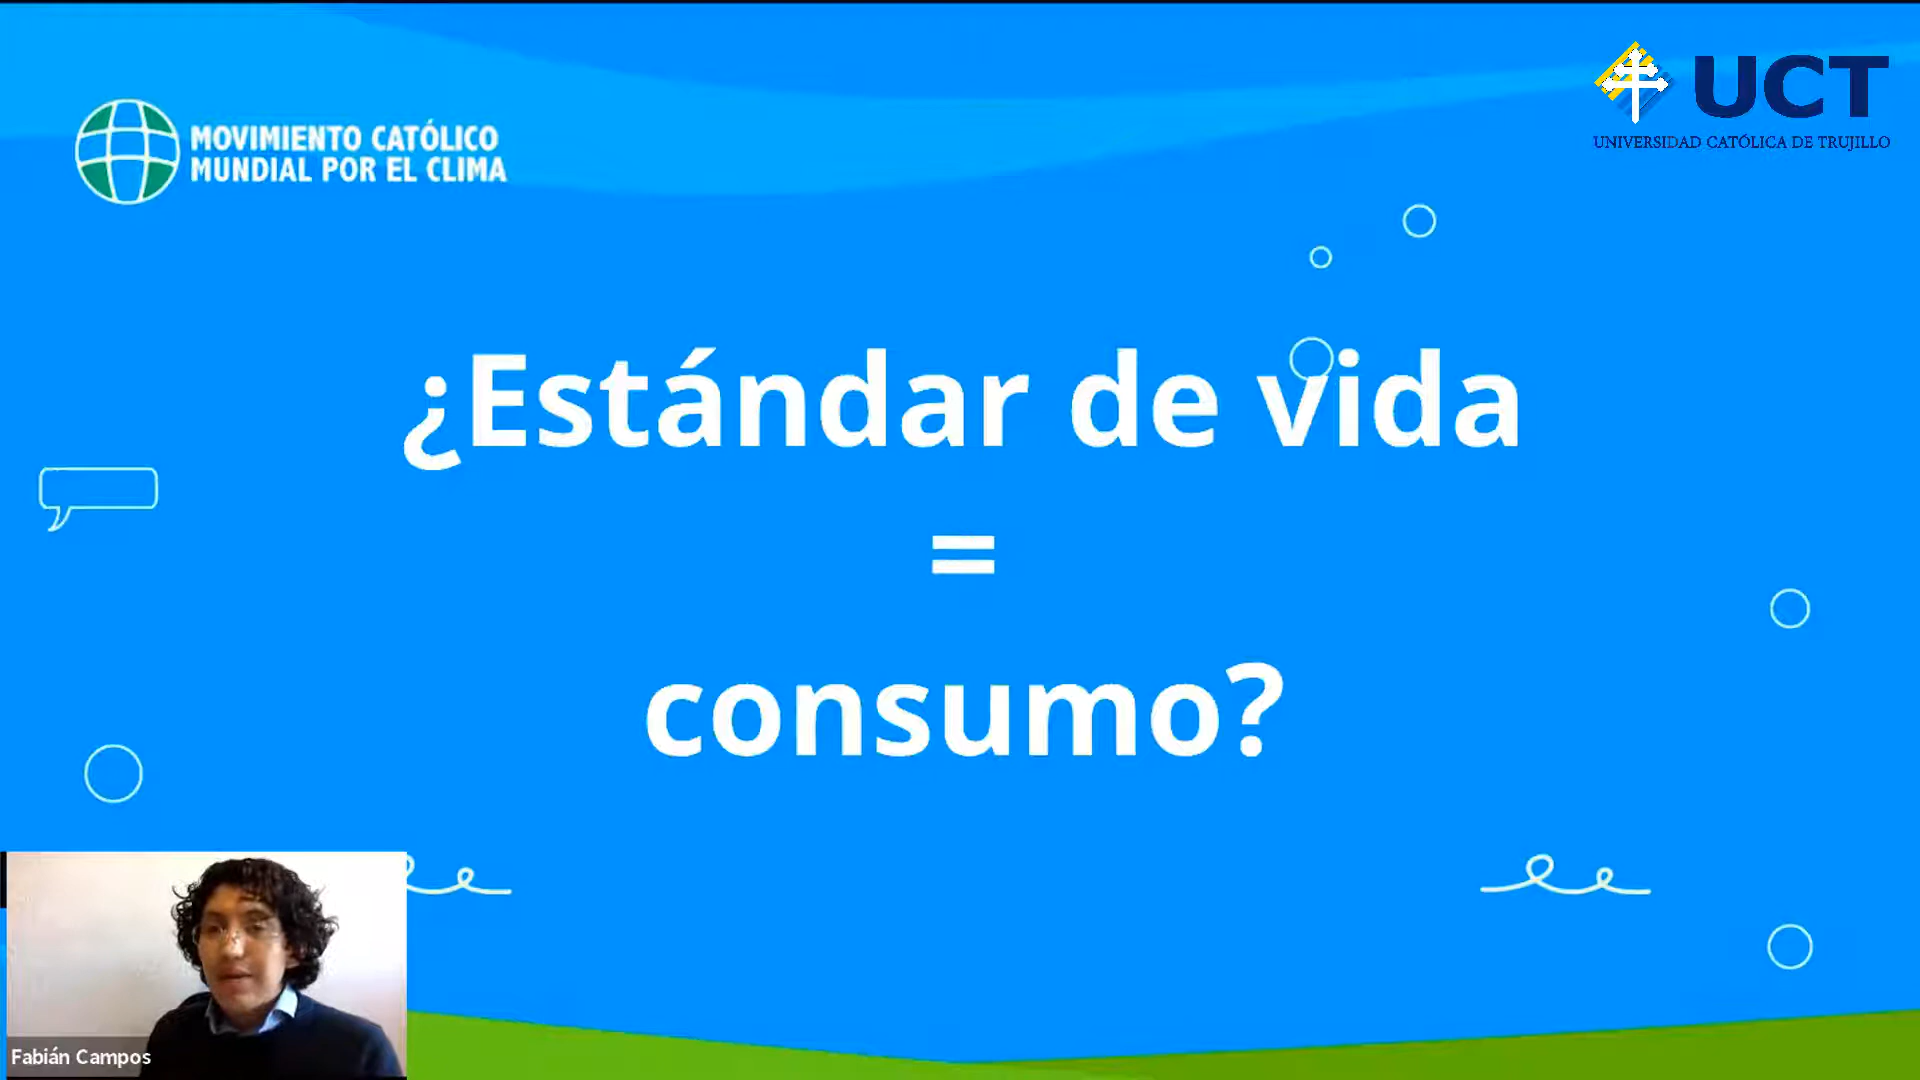 MOVIMIENTO CATÓLICO
MUNDIAL POR EL CLIMA
UCT
UNIVERSIDAD CATÓLICA DE TRUJILLO
¿Estándar de vida
=
consumo?
Fabián Campos